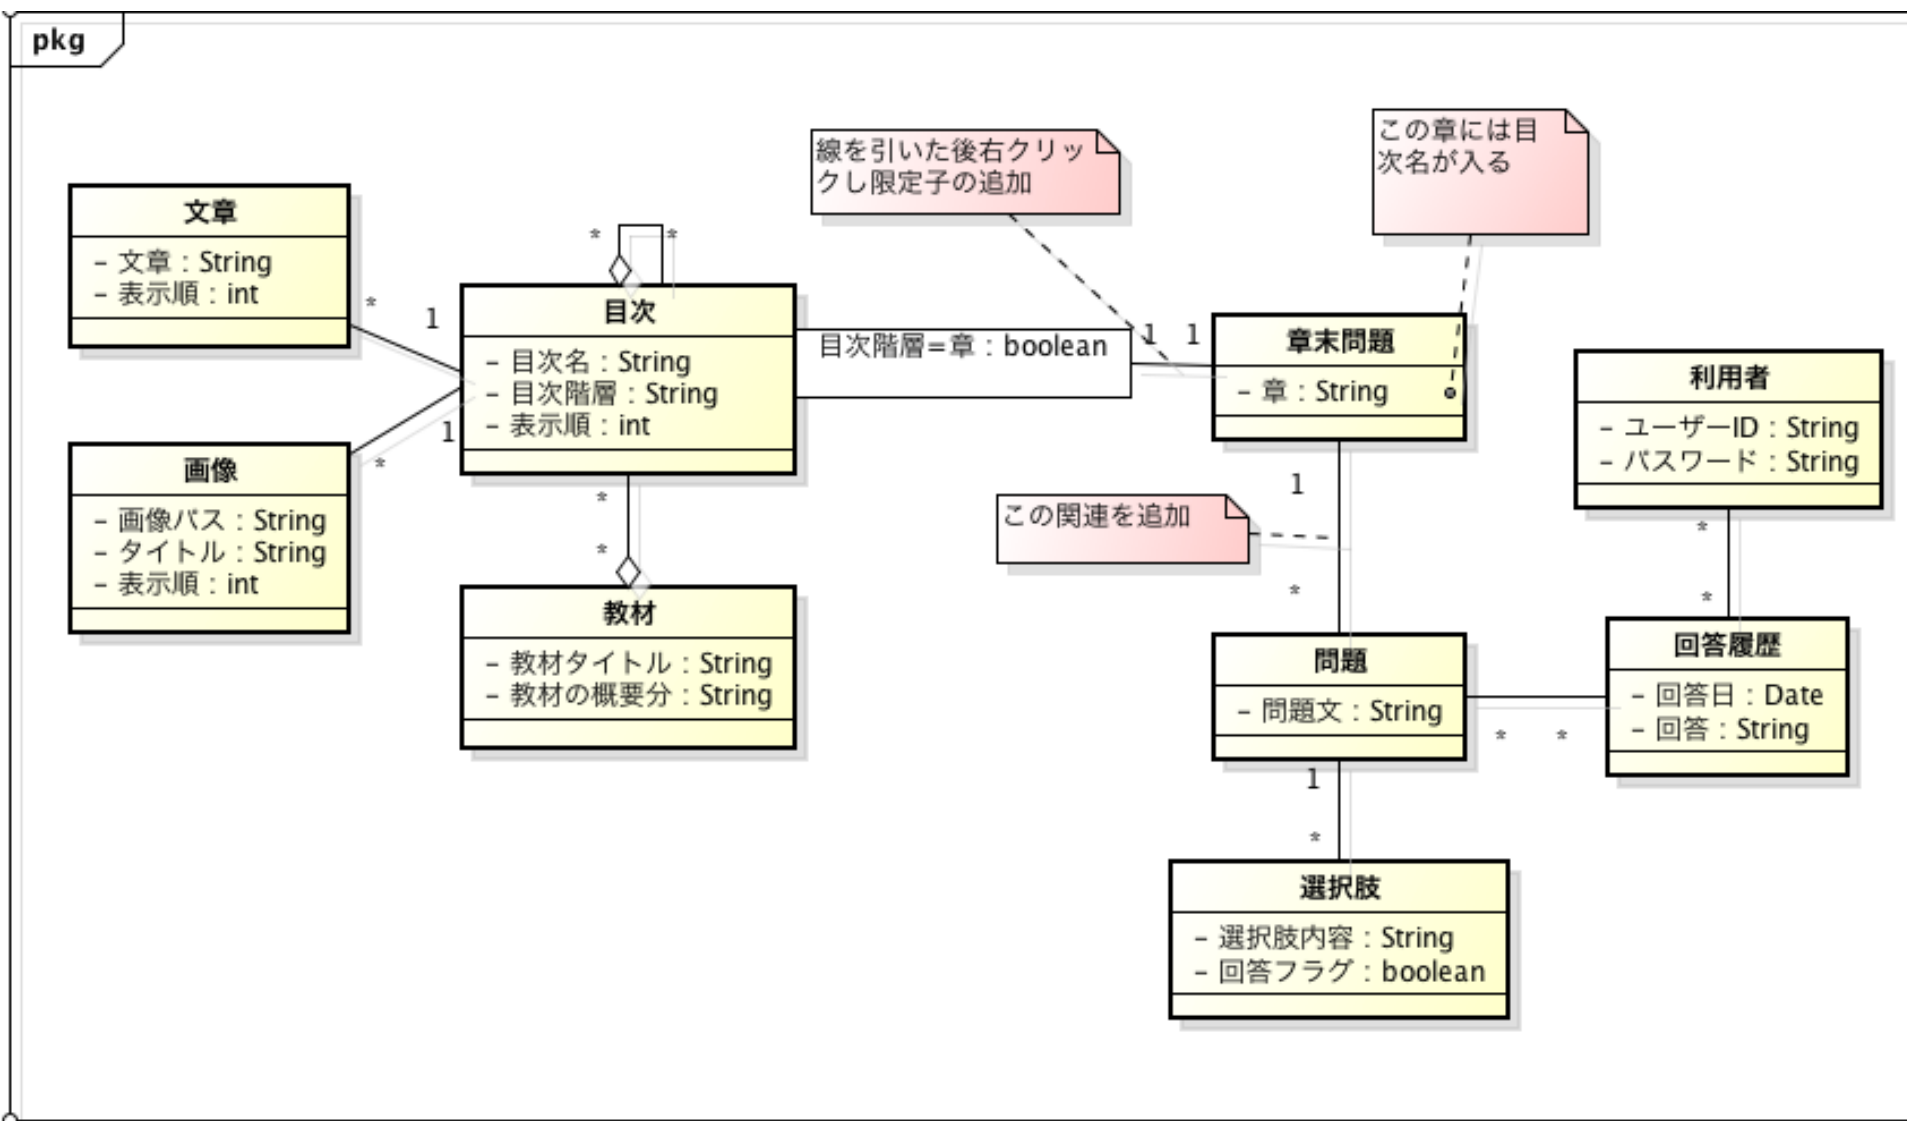 pkg
線を引いた後右クリッ
クし限定子の追加
この章には目
次名が入る
文章
- 文章 : String
- 表示順 : int
*
1
画像
- 画像パス : String
- タイトル : String
- 表示順 : int
*
1
*
*
目次
- 目次名 : String
- 目次階層 : String
- 表示順 : int
*
*
教材
- 教材タイトル : String
- 教材の概要分 : String
目次階層=章 : boolean
1
1
章末問題
- 章 : String
1
この関連を追加
*
問題
- 問題文 : String
1
*
選択肢
- 選択肢内容 : String
- 回答フラグ : boolean
*
*
利用者
- ユーザーID : String
- パスワード : String
*
*
回答履歴
- 回答日 : Date
- 回答 : String